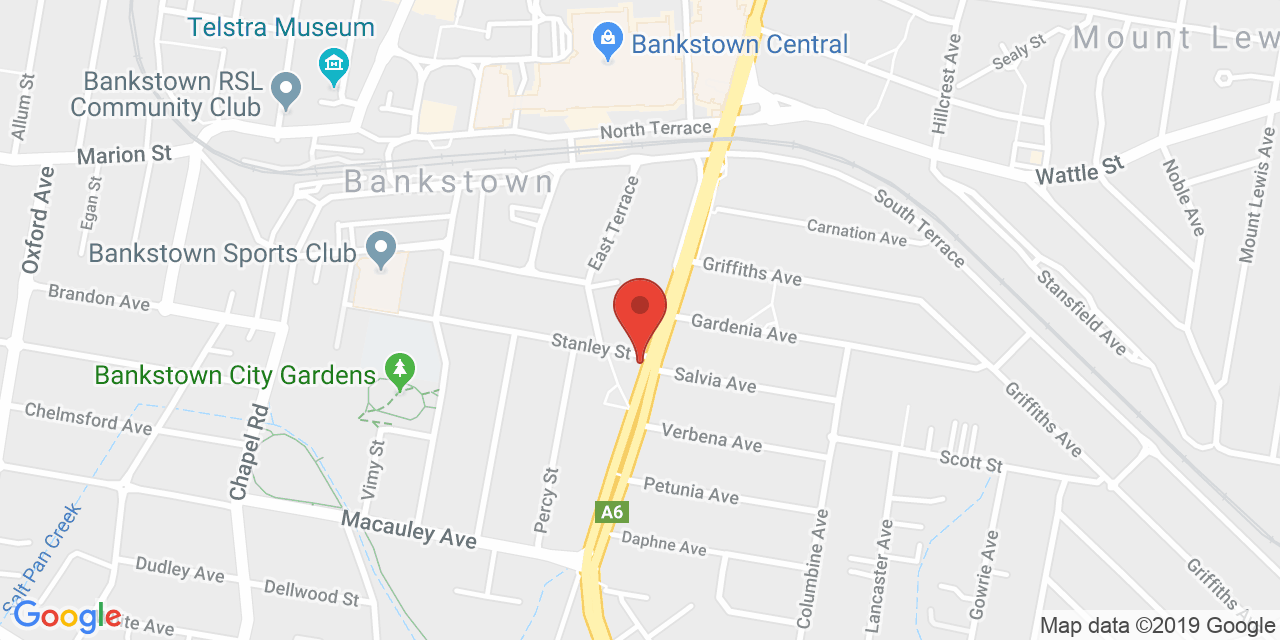 Telstra Museum
Bankstown Central
Mount Lew
Sealy St
Hillcrest Ave
Allum St
Bankstown RSL
Community Club
North Terrace
Marion St
Wattle St
Noble Ave
Mount Lewis Ave
Egan St
Oxford Ave
Bankstown
East Terrace
South Terrace
Carnation Ave
Bankstown Sports Club
Griffiths Ave
Stansfield Ave
Brandon Ave
Gardenia Ave
Stanley St
Bankstown City Gardens
Salvia Ave
Griffiths Ave
Chelmsford Ave
Chapel Rd
Verbena Ave
Scott St
Vimy St
Percy St
Petunia Ave
A6
Macauley Ave
Daphne Ave
Columbine Ave
Lancaster Ave
Gowrie Ave
Griffiths A
Salt Pan Creek
Dudley Ave
Dellwood St
te Ave
Google
Map data ©2019 Google